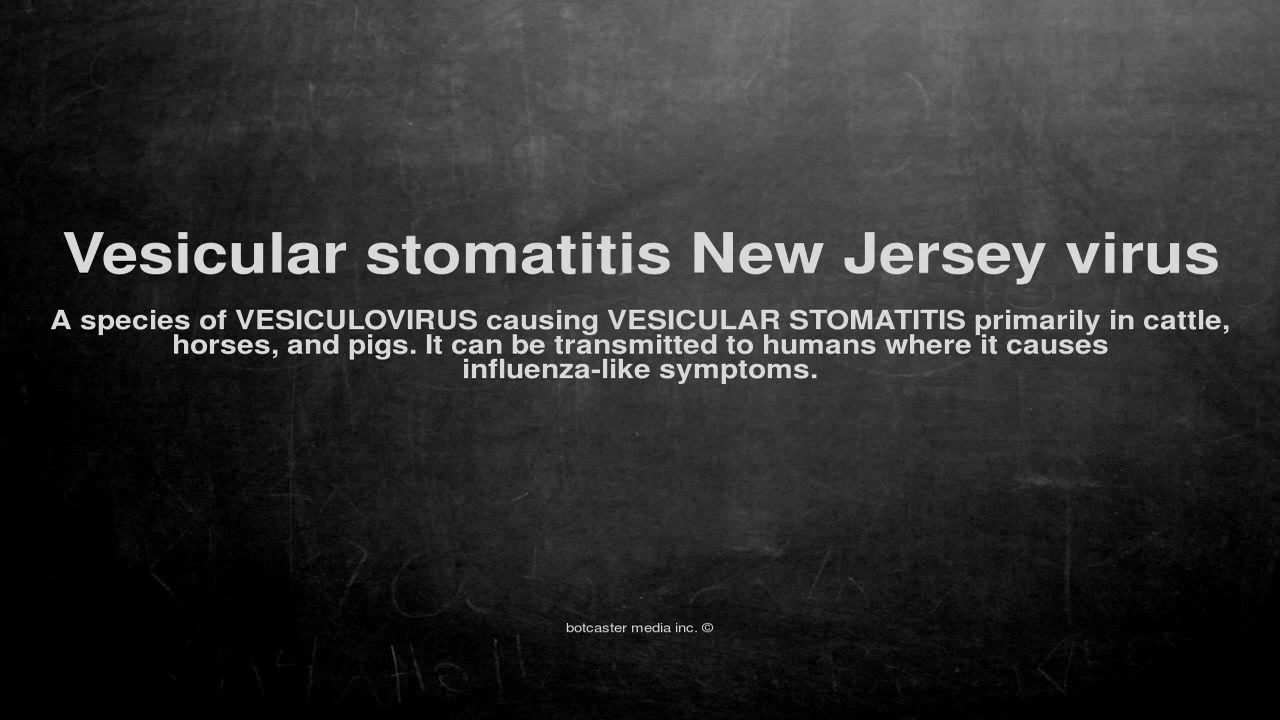 Vesicular stomatitis New Jersey virus
A species of VESICULOVIRUS causing VESICULAR STOMATITIS primarily in cattle,
horses, and pigs. It can be transmitted to humans where it causes
influenza-like symptoms.
botcaster media inc. ©